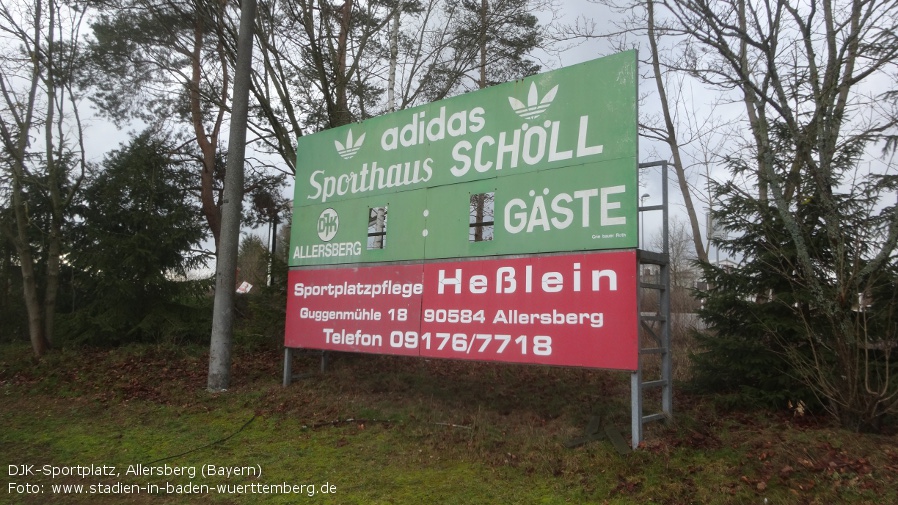 adidas
Sporthaus SCHÖLL
DJK
ALLERSBERG
:
GÄSTE
Sportplatzpflege Heßlein
Guggenmühle 18 90584 Allersberg
Telefon 09176/7718
DJK-Sportplatz, Allersberg (Bayern)
Foto: www.stadien-in-baden-wuerttemberg.de